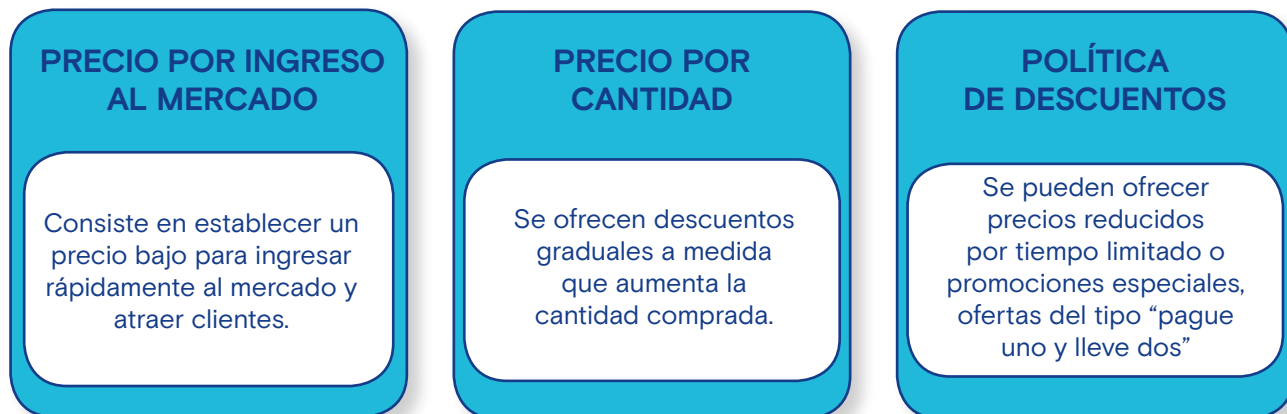 PRECIO POR INGRESO
AL MERCADO
Consiste en establecer un
precio bajo para ingresar
rápidamente al mercado y
atraer clientes.
PRECIO POR
CANTIDAD
Se ofrecen descuentos
graduales a medida
que aumenta la
cantidad comprada.
POLÍTICA
DE DESCUENTOS
Se pueden ofrecer
precios reducidos
por tiempo limitado o
promociones especiales,
ofertas del tipo “pague
uno y lleve dos”